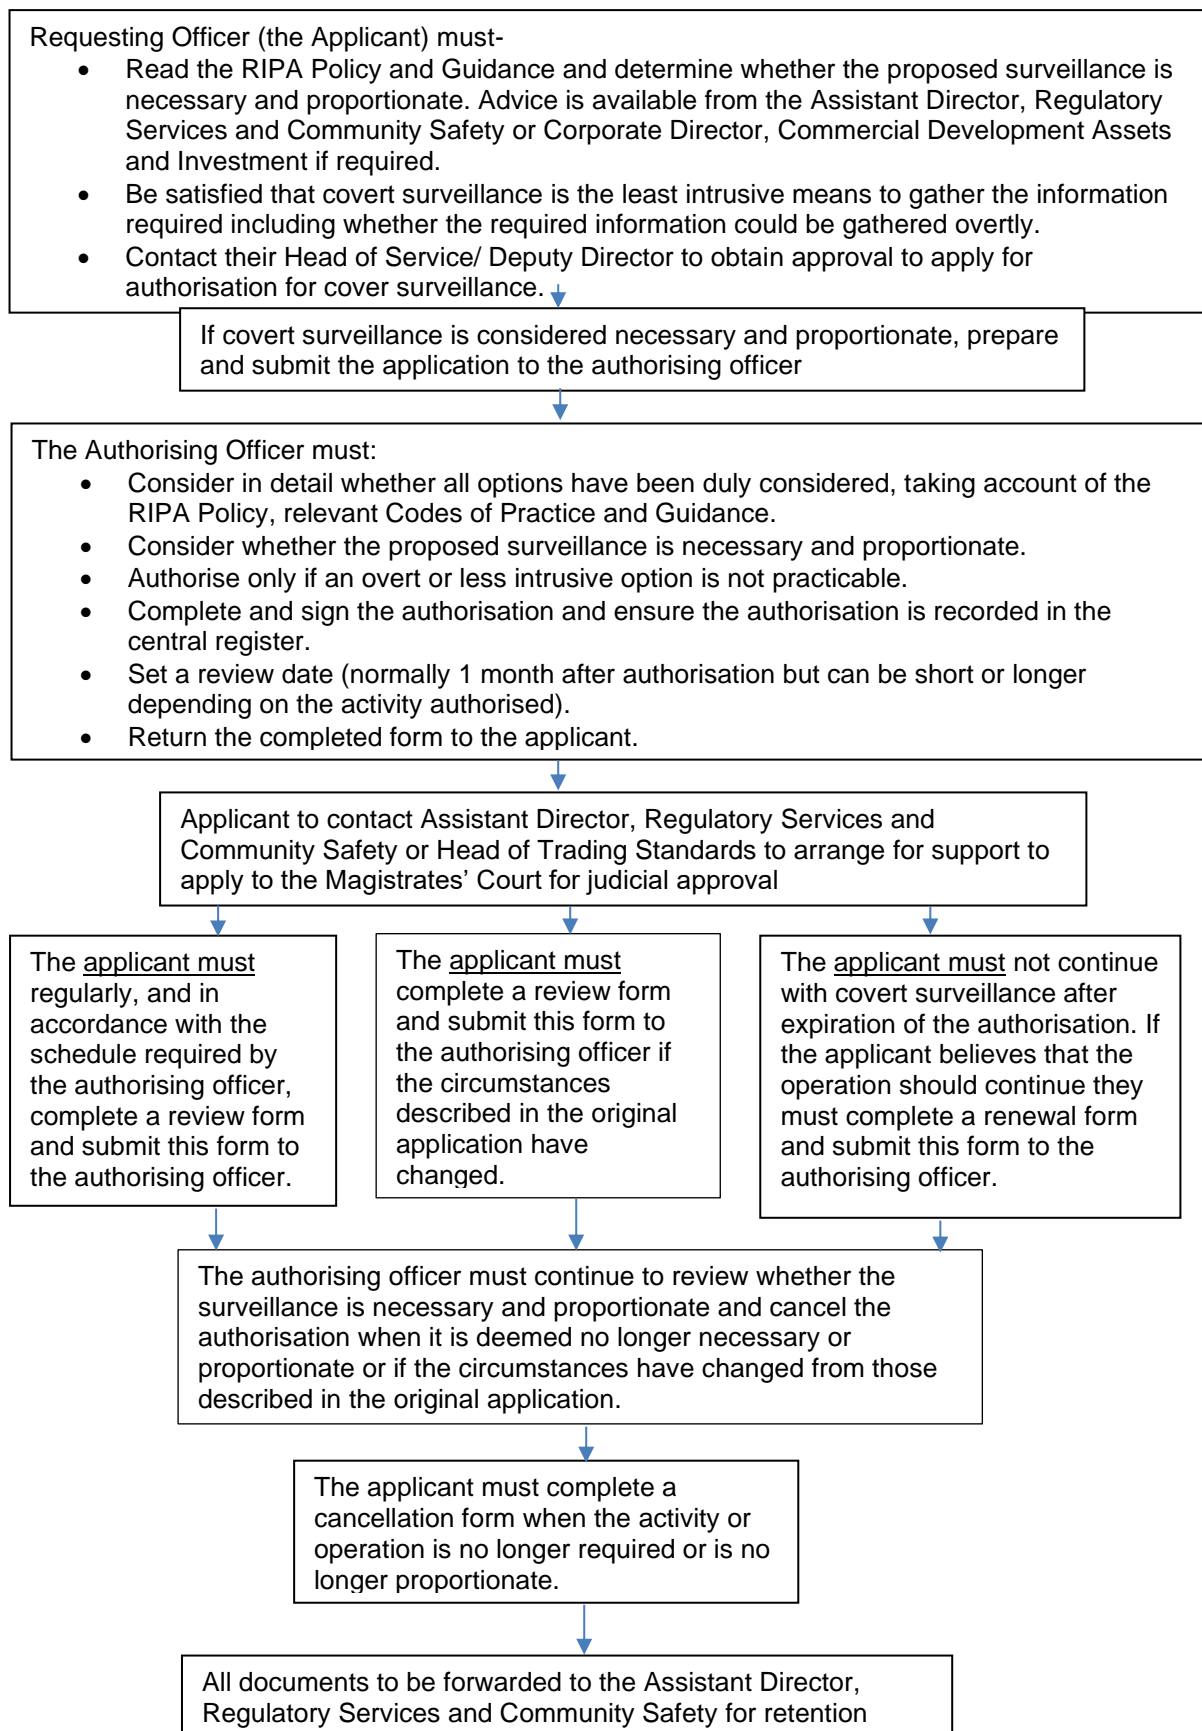 Requesting Officer (the Applicant) must-
• Read the RIPA Policy and Guidance and determine whether the proposed surveillance is
necessary and proportionate. Advice is available from the Assistant Director, Regulatory
Services and Community Safety or Corporate Director, Commercial Development Assets
and Investment if required.
• Be satisfied that covert surveillance is the least intrusive means to gather the information
required including whether the required information could be gathered overtly.
• Contact their Head of Service/ Deputy Director to obtain approval to apply for
authorisation for cover surveillance.
If covert surveillance is considered necessary and proportionate, prepare
and submit the application to the authorising officer
The Authorising Officer must:
• Consider in detail whether all options have been duly considered, taking account of the
RIPA Policy, relevant Codes of Practice and Guidance.
• Consider whether the proposed surveillance is necessary and proportionate.
• Authorise only if an overt or less intrusive option is not practicable.
• Complete and sign the authorisation and ensure the authorisation is recorded in the
central register.
• Set a review date (normally 1 month after authorisation but can be short or longer
depending on the activity authorised).
• Return the completed form to the applicant.
Applicant to contact Assistant Director, Regulatory Services and
Community Safety or Head of Trading Standards to arrange for support to
apply to the Magistrates’ Court for judicial approval
The applicant must
regularly, and in
accordance with the
schedule required by
the authorising officer,
complete a review form
and submit this form to
the authorising officer.
The applicant must
complete a review form
and submit this form to
the authorising officer if
the circumstances
described in the original
application have
changed.
The applicant must not continue
with covert surveillance after
expiration of the authorisation. If
the applicant believes that the
operation should continue they
must complete a renewal form
and submit this form to the
authorising officer.
The authorising officer must continue to review whether the
surveillance is necessary and proportionate and cancel the
authorisation when it is deemed no longer necessary or
proportionate or if the circumstances have changed from those
described in the original application.
The applicant must complete a
cancellation form when the activity or
operation is no longer required or is no
longer proportionate.
All documents to be forwarded to the Assistant Director,
Regulatory Services and Community Safety for retention